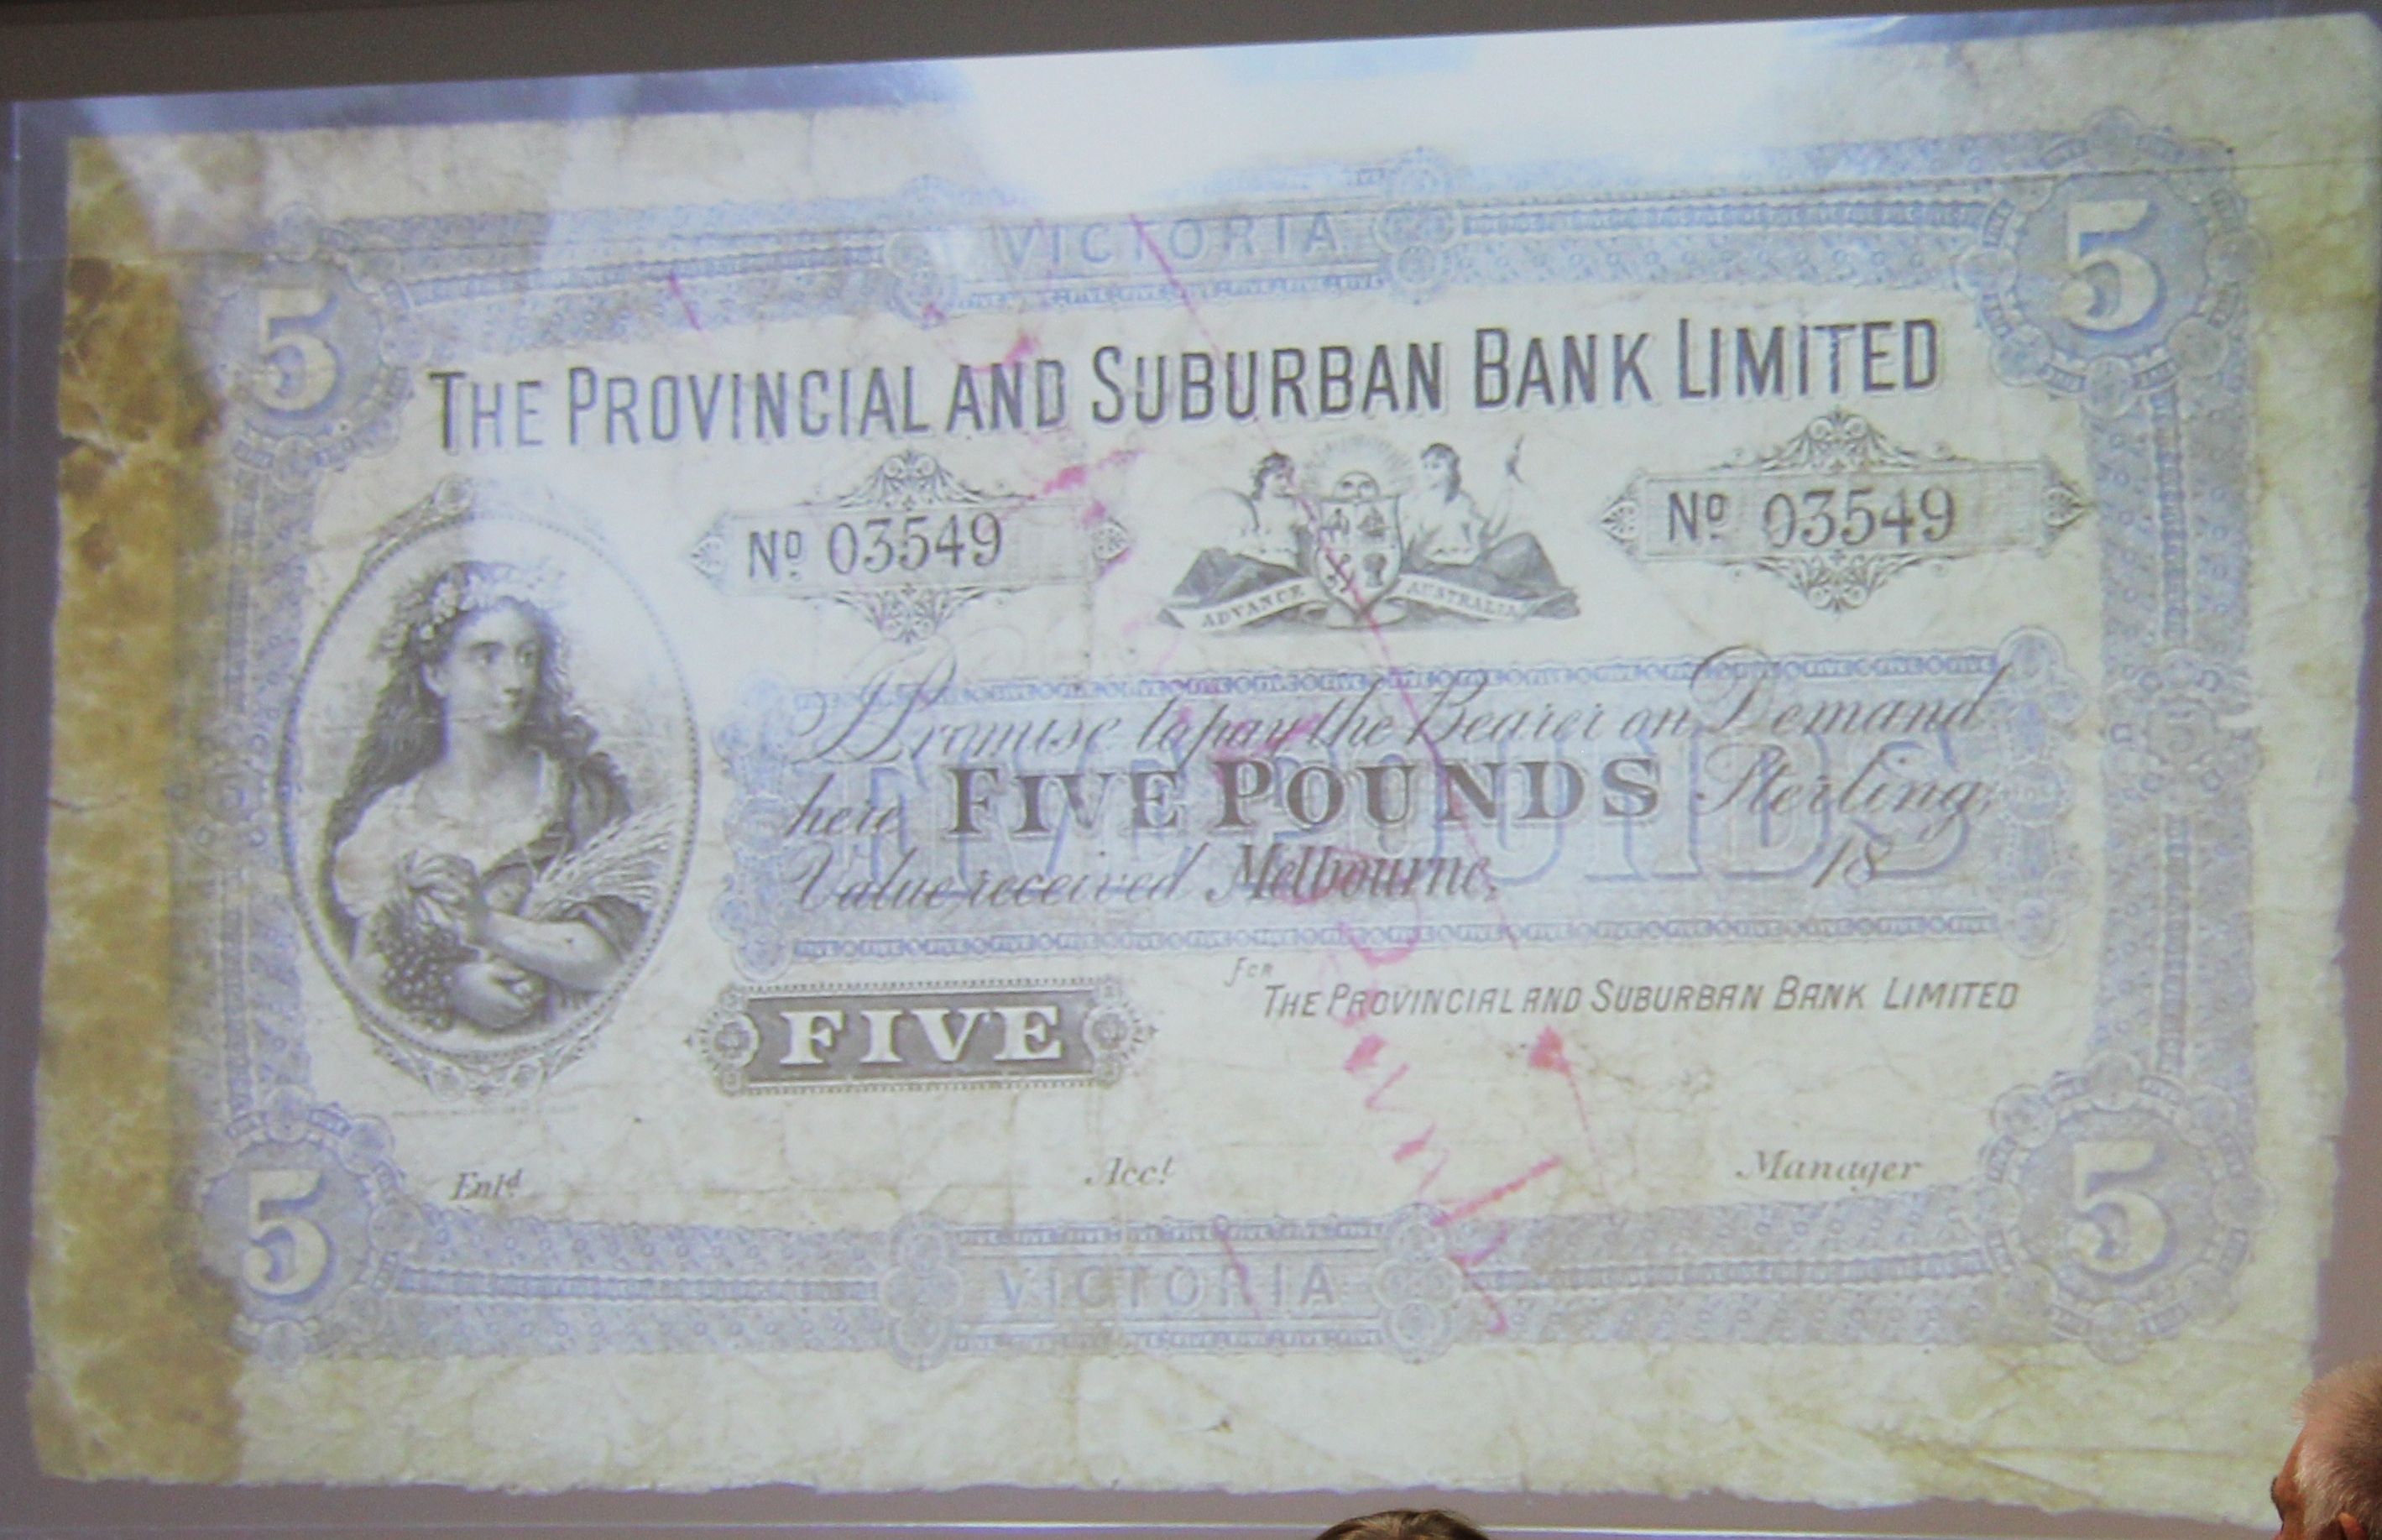 VICTORIA
5 5
THE PROVINCIAL AND SUBURBAN BANK LIMITED
Nº 03549 Nº 03549
ADVANCE AUSTRALIA
Promise to pay the Bearer on Demand
here FIVE POUNDS Sterling,
FIVE POUNDS
Value received Melbourne, 18
for
THE PROVINCIAL AND SUBURBAN BANK LIMITED
FIVE
Entd. Acct. Manager
5 5
VICTORIA